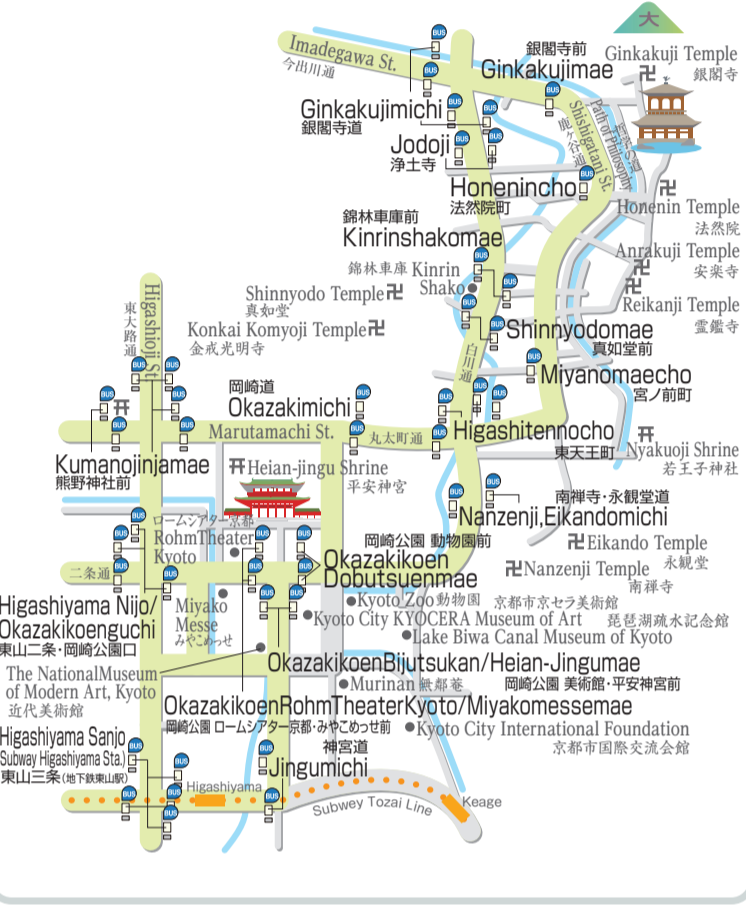 大
BUS
Imadegawa St.
今出川通
銀閣寺前
Ginkakujimae
Ginkakuji Temple
銀閣寺
Ginkakujimichi
銀閣寺道
Jodoji
浄土寺
Shishigatani St.
鹿ヶ谷通
Path of Philosophy
哲学の道
Honenincho
法然院町
Honenin Temple
法然院
錦林車庫前
Kinrinshakomae
錦林車庫 Kinrin
Shako
Anrakuji Temple
安楽寺
Reikanji Temple
霊鑑寺
Shinnyodo Temple
真如堂
Konkai Komyoji Temple
金戒光明寺
Shinnyodomae
真如堂前
白川通
Miyanomaecho
宮ノ前町
Higashioji St.
東大路通
岡崎道
Okazakimichi
Marutamachi St.
丸太町通
Higashitennocho
東天王町
Nyakuoji Shrine
若王子神社
Kumanojinjamae
熊野神社前
Heian-jingu Shrine
平安神宮
南禅寺・永観堂道
Nanzenji,Eikandomichi
ロームシアター京都
RohmTheater
Kyoto
岡崎公園 動物園前
Okazakikoen
Dobutsuenmae
Eikando Temple
永観堂
Nanzenji Temple
南禅寺
二条通
Higashiyama Nijo/
Okazakikoenguchi
東山二条・岡崎公園口
Miyako
Messe
みやこめっせ
Kyoto Zoo 動物園
京都市京セラ美術館
Kyoto City KYOCERA Museum of Art
琵琶湖疏水記念館
Lake Biwa Canal Museum of Kyoto
OkazakikoenBijutsukan/Heian-Jingumae
岡崎公園 美術館・平安神宮前
The NationalMuseum
of Modern Art, Kyoto
近代美術館
Murinan 無鄰菴
OkazakikoenRohmTheaterKyoto/Miyakomessemae
岡崎公園 ロームシアター京都・みやこめっせ前
Kyoto City International Foundation
京都市国際交流会館
Higashiyama Sanjo
Subway Higashiyama Sta.)
東山三条(地下鉄東山駅)
神宮道
Jingumichi
Higashiyama
Subwey Tozai Line
Keage